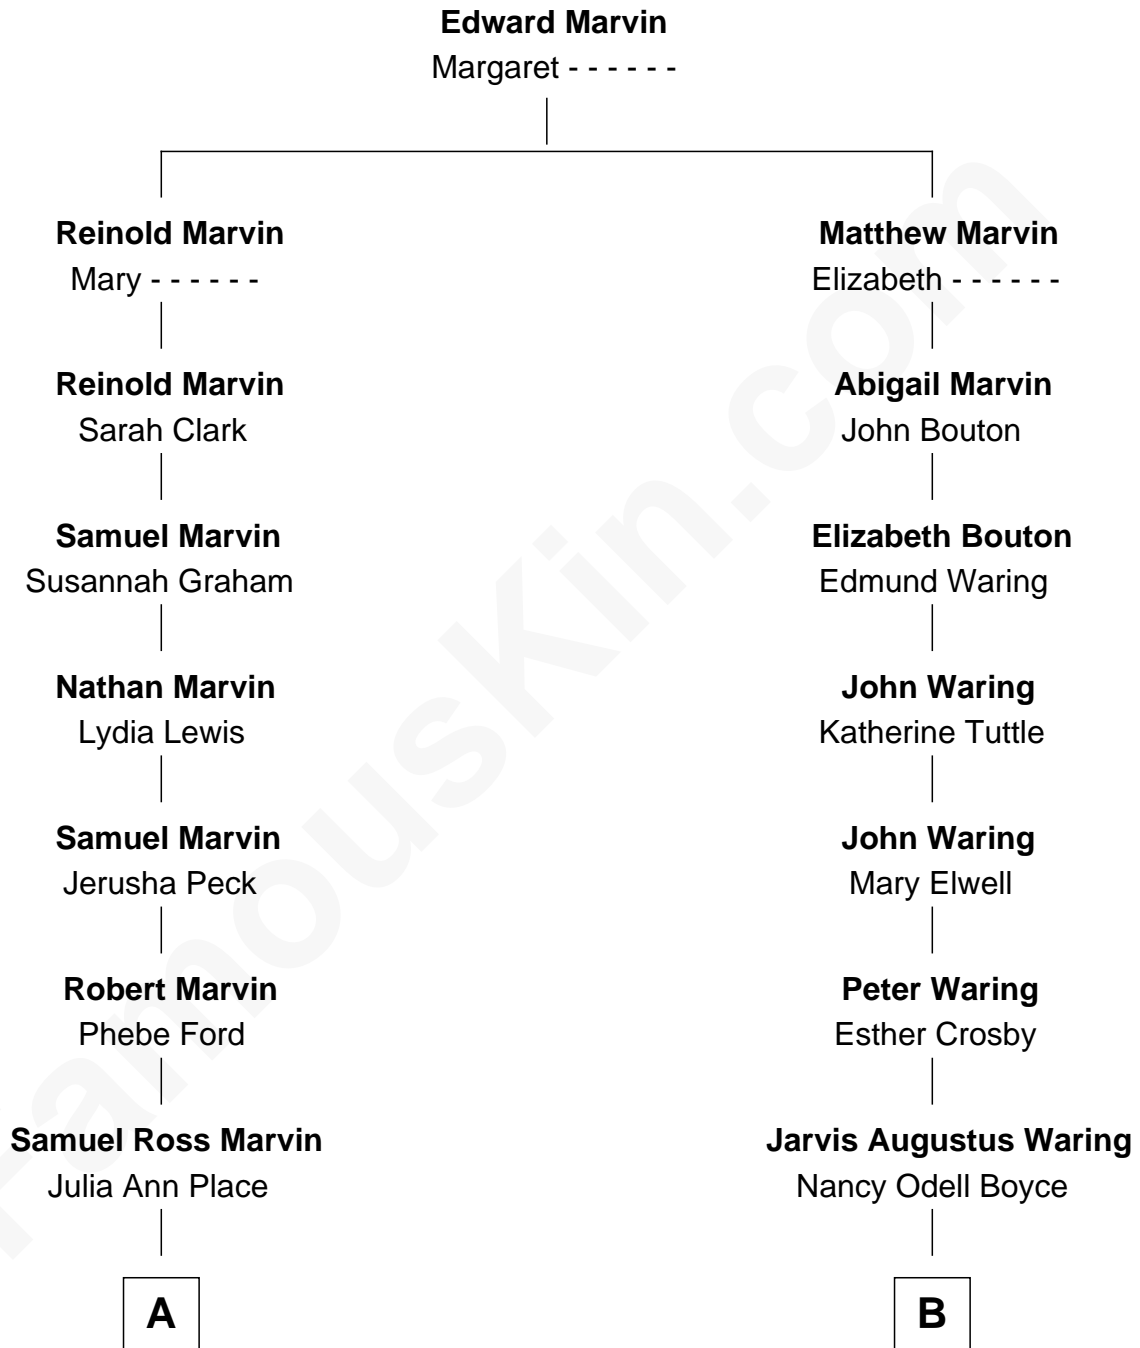 Edward Marvin
Margaret - - - - - -
Reinold Marvin
Mary - - - - - -
Reinold Marvin
Sarah Clark
Samuel Marvin
Susannah Graham
Nathan Marvin
Lydia Lewis
Samuel Marvin
Jerusha Peck
Robert Marvin
Phebe Ford
Samuel Ross Marvin
Julia Ann Place
A
Matthew Marvin
Elizabeth - - - - - -
Abigail Marvin
John Bouton
Elizabeth Bouton
Edmund Waring
John Waring
Katherine Tuttle
John Waring
Mary Elwell
Peter Waring
Esther Crosby
Jarvis Augustus Waring
Nancy Odell Boyce
B
FamousKin.com